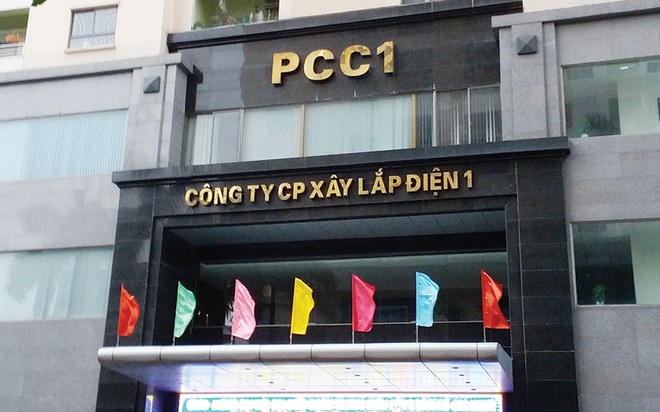 PCC1
CÔNG TY CP XÂY LẮP ĐIỆN 1